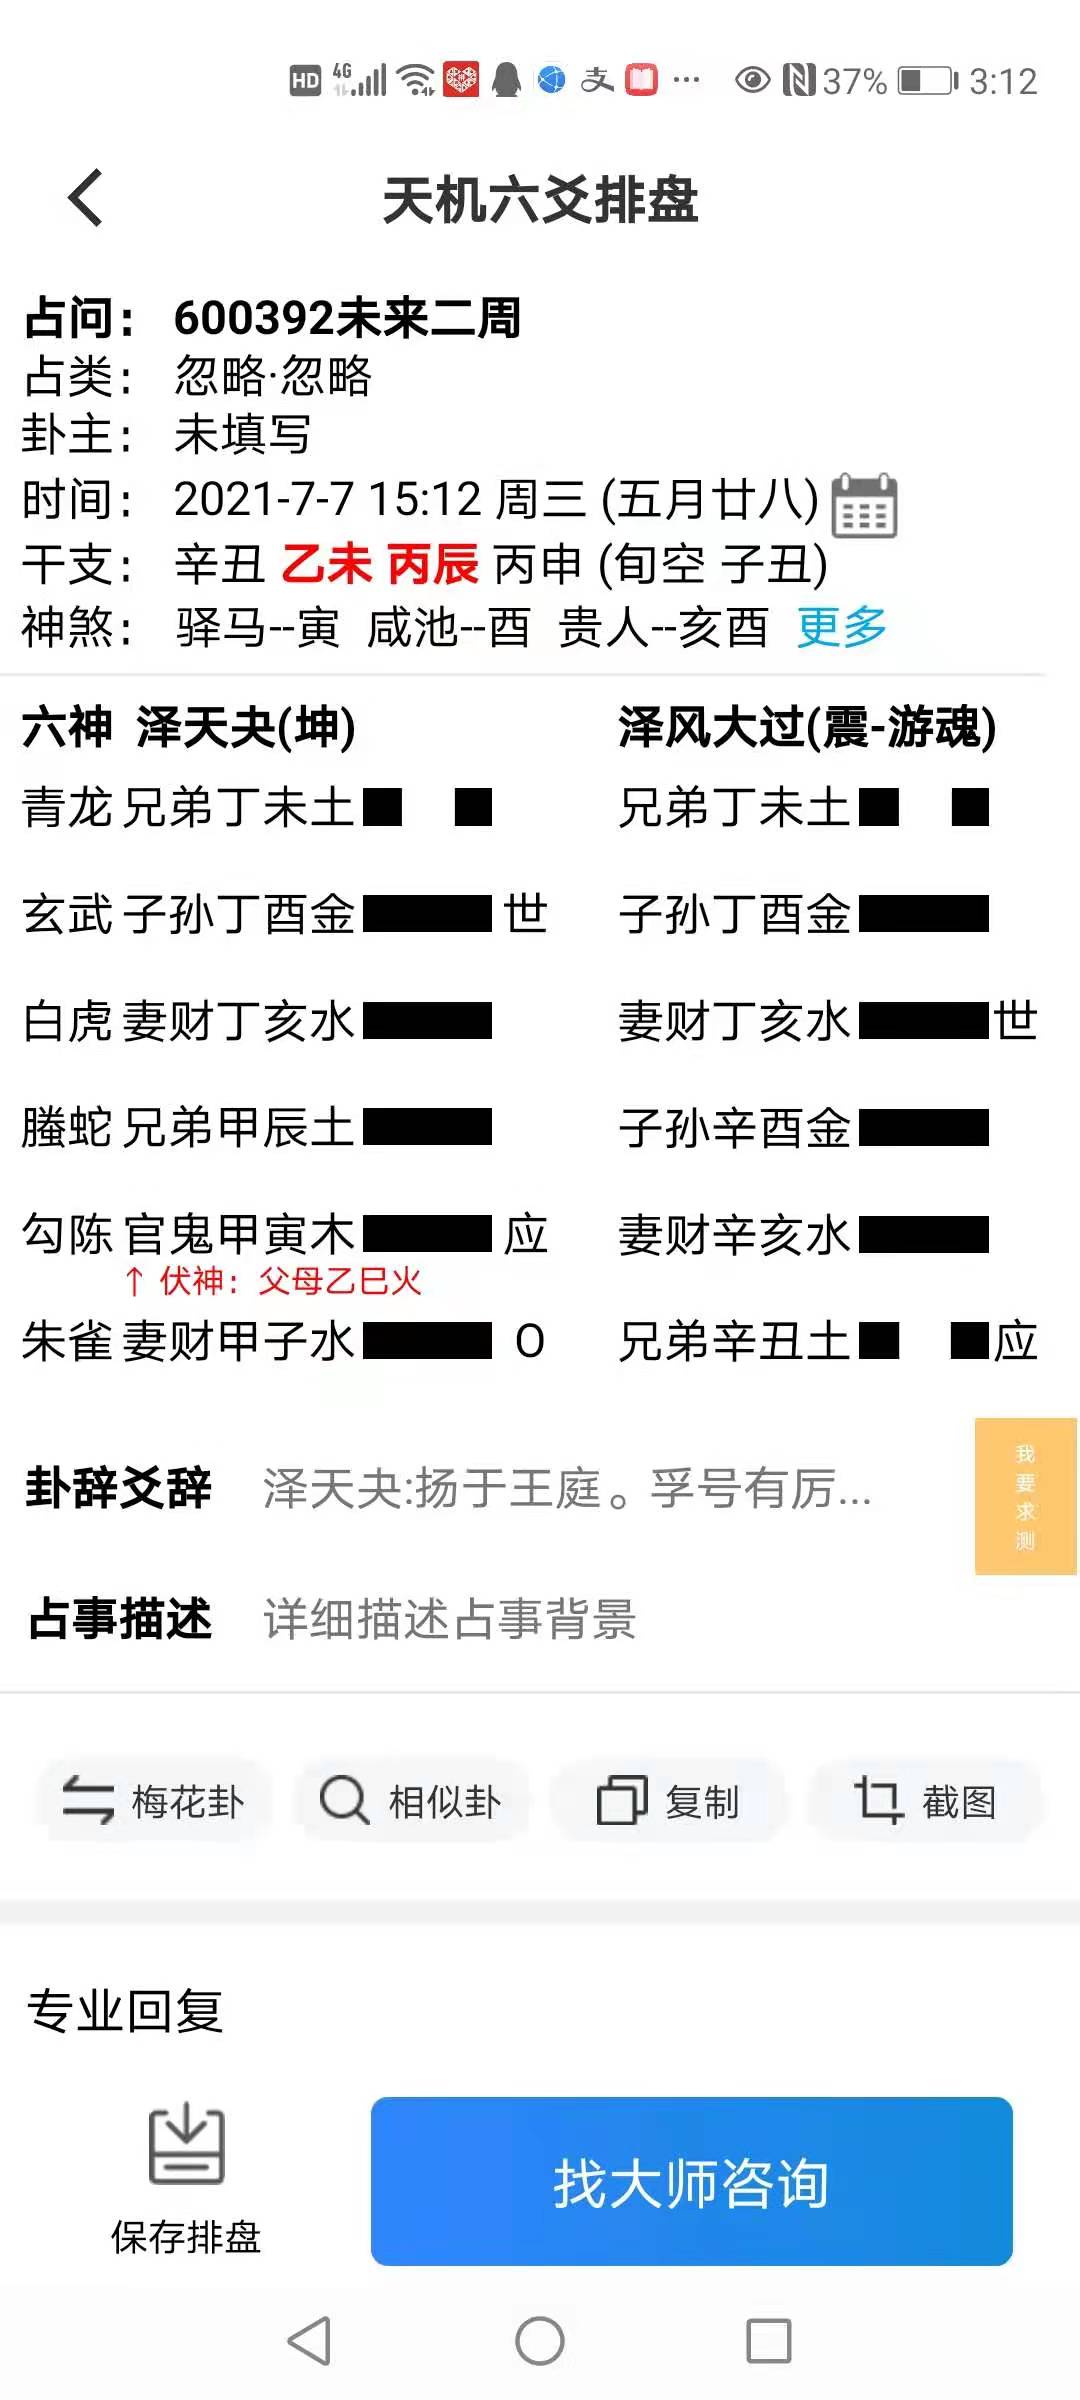 HD 4G 支 ... 37% 3:12
天机六爻排盘
占问： 600392未来二周
占类： 忽略·忽略
卦主： 未填写
时间： 2021-7-7 15:12 周三 (五月廿八)
干支： 辛丑 乙未 丙辰 丙申 (旬空 子丑)
神煞： 驿马--寅 咸池--酉 贵人--亥酉 更多
六神 泽天夬(坤) 泽风大过(震-游魂)
青龙 兄弟丁未土 兄弟丁未土
玄武 子孙丁酉金 世 子孙丁酉金
白虎 妻财丁亥水 妻财丁亥水 世
螣蛇 兄弟甲辰土 子孙辛酉金
勾陈 官鬼甲寅木 应 妻财辛亥水
↑ 伏神：父母乙巳火
朱雀 妻财甲子水 O 兄弟辛丑土 应
卦辞爻辞 泽天夬:扬于王庭。孚号有厉...
我要求测
占事描述 详细描述占事背景
梅花卦 相似卦 复制 截图
专业回复
保存排盘 找大师咨询